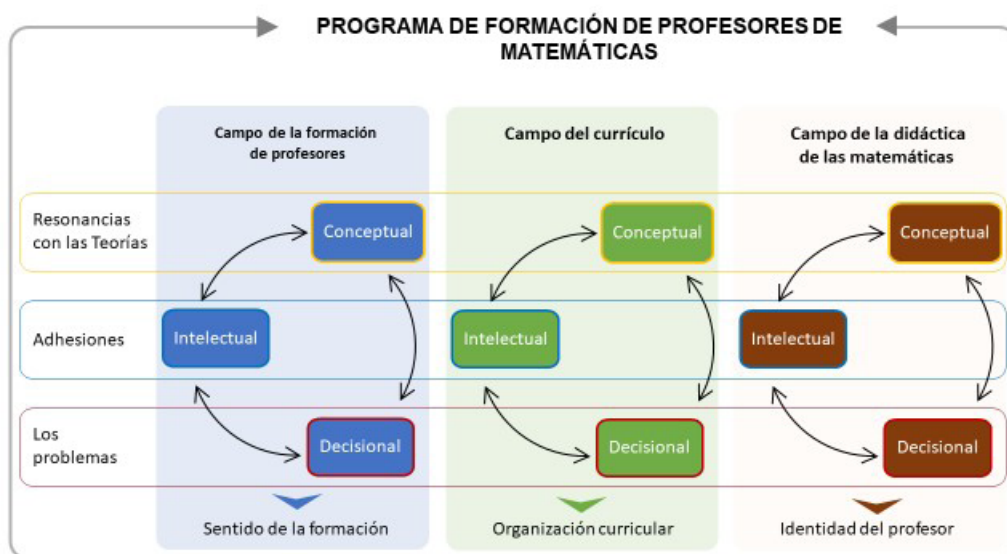 PROGRAMA DE FORMACIÓN DE PROFESORES DE
MATEMÁTICAS
Campo de la formación
de profesores
Campo del currículo
Campo de la didáctica
de las matemáticas
Resonancias
con las Teorías
Conceptual
Conceptual
Conceptual
Adhesiones
Intelectual
Intelectual
Intelectual
Los
problemas
Decisional
Decisional
Decisional
Sentido de la formación
Organización curricular
Identidad del profesor